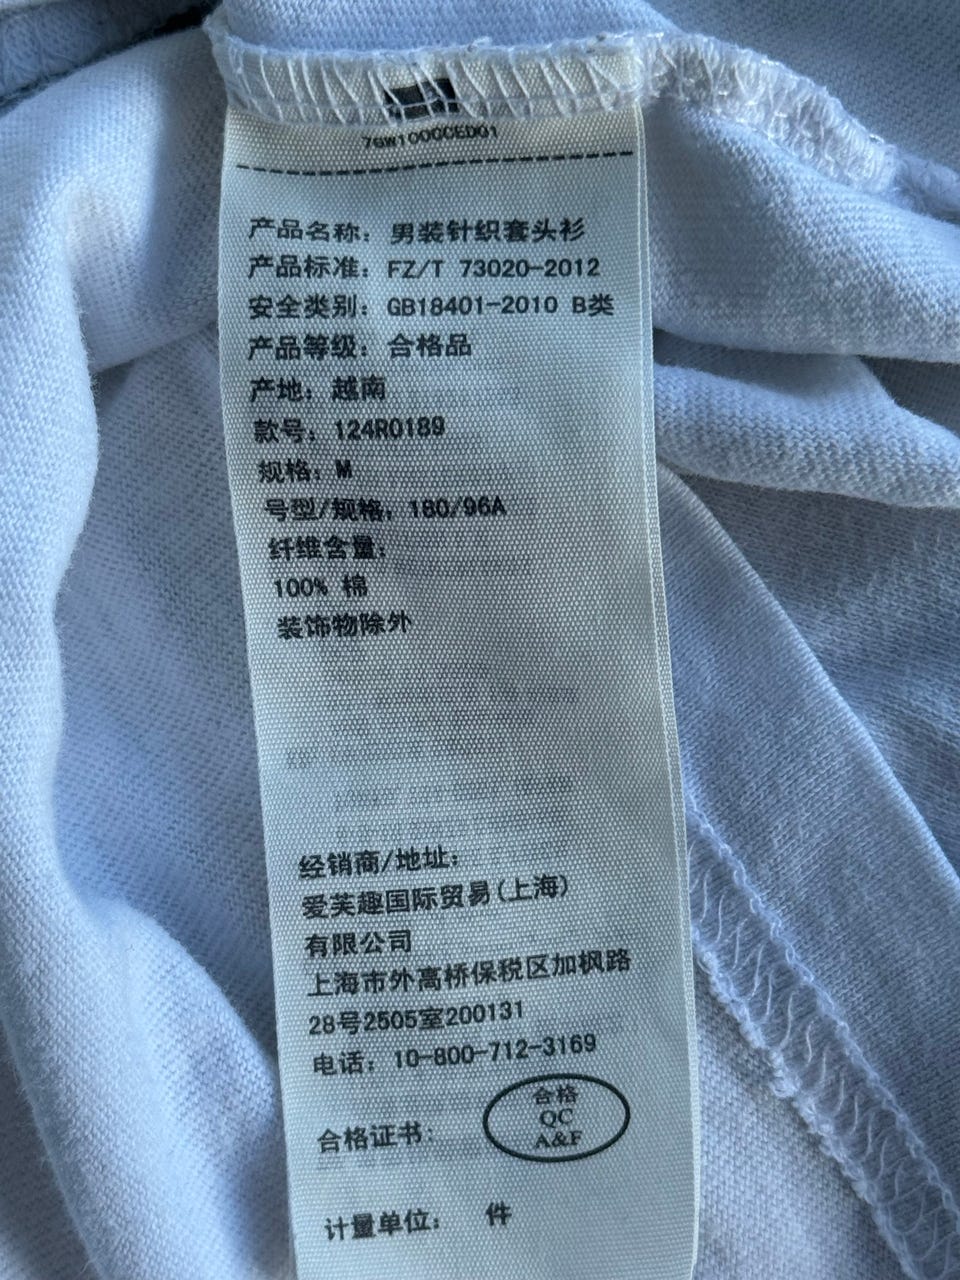 7GW1000CED01
产品名称：男装针织套头衫
产品标准：FZ/T 73020-2012
安全类别：GB18401-2010 B类
产品等级：合格品
产地：越南
款号：124R0189
规格：M
号型/规格：180/96A
纤维含量：
100% 棉
装饰物除外
经销商/地址：
爱芙趣国际贸易(上海)
有限公司
上海市外高桥保税区加枫路
28号2505室200131
电话：10-800-712-3169
合格证书：
合格
QC
A&F
计量单位： 件